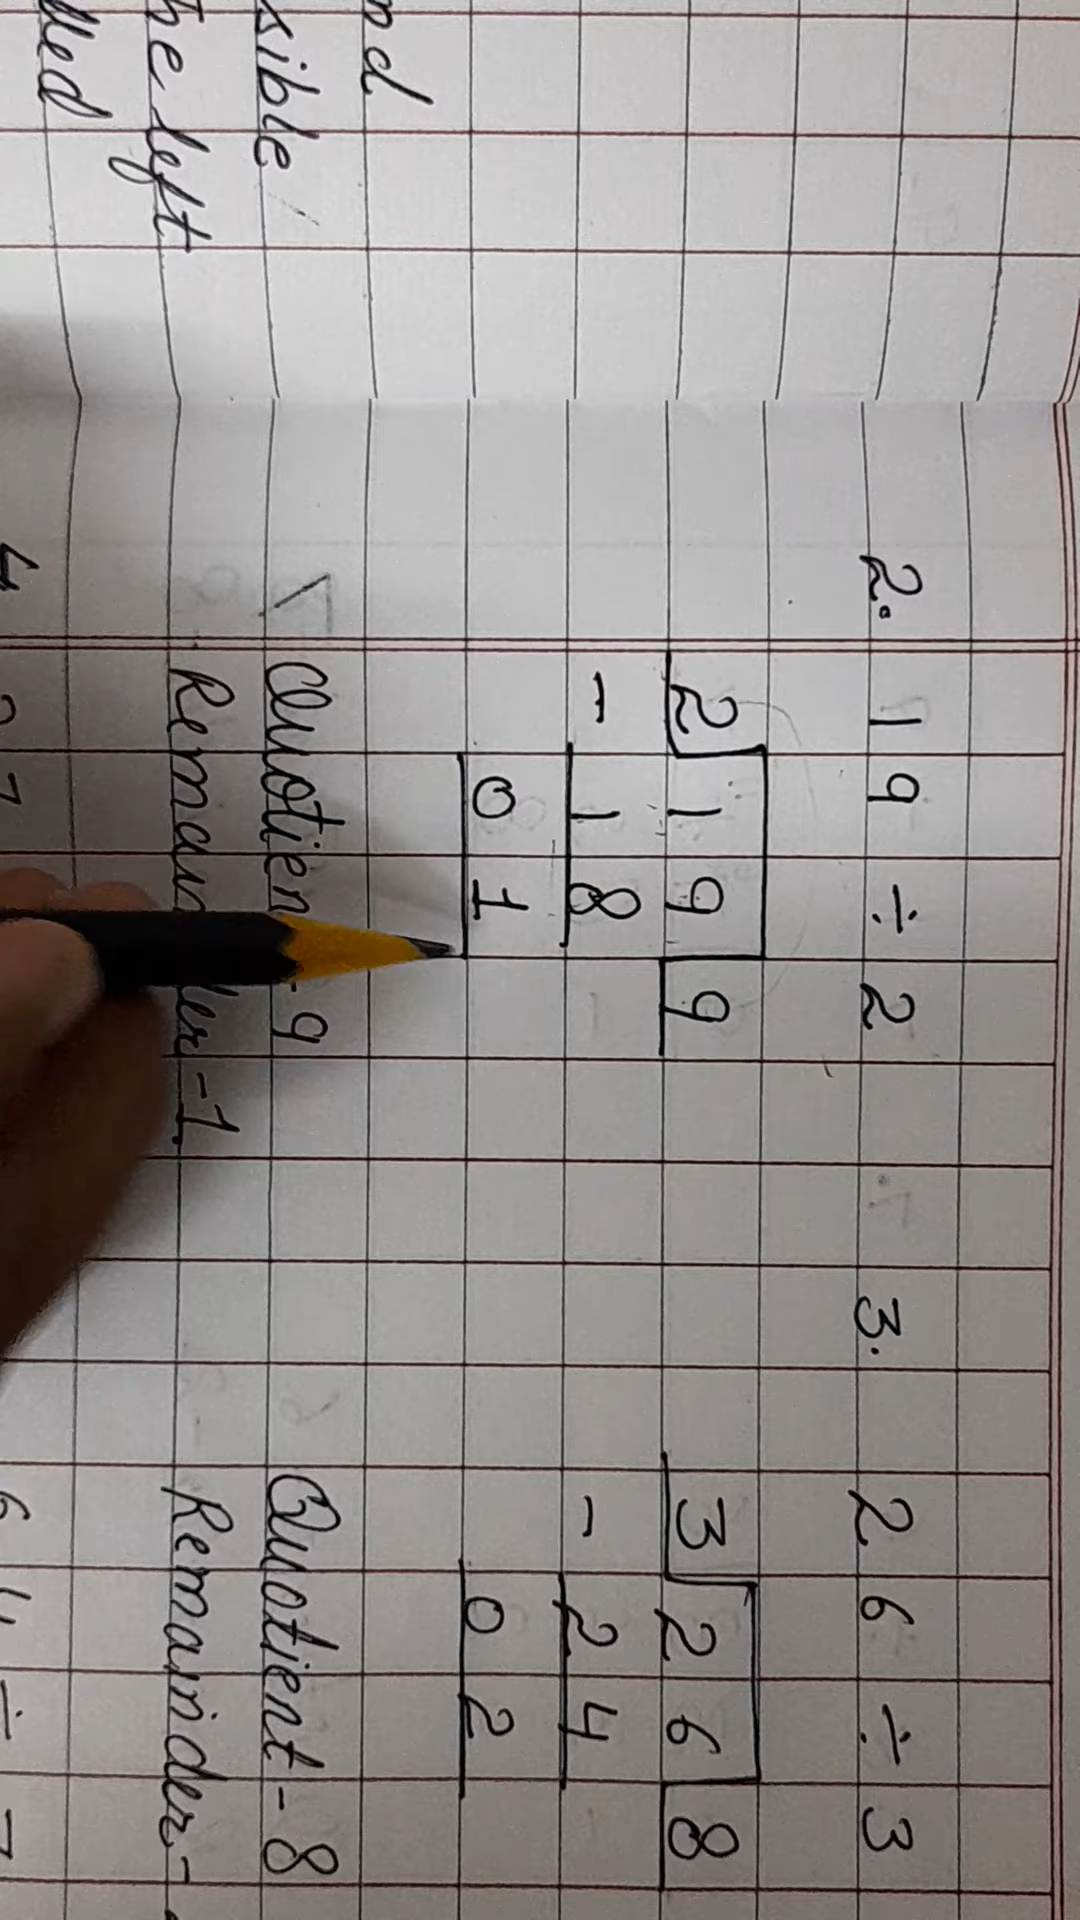 nd
sible
he left
lled
2. 19 ÷ 2
2 19 9
- 18
01
Quotien -9
Remainder -1
3. 26 ÷ 3
3 26 8
- 24
02
Quotient - 8
Remainder -